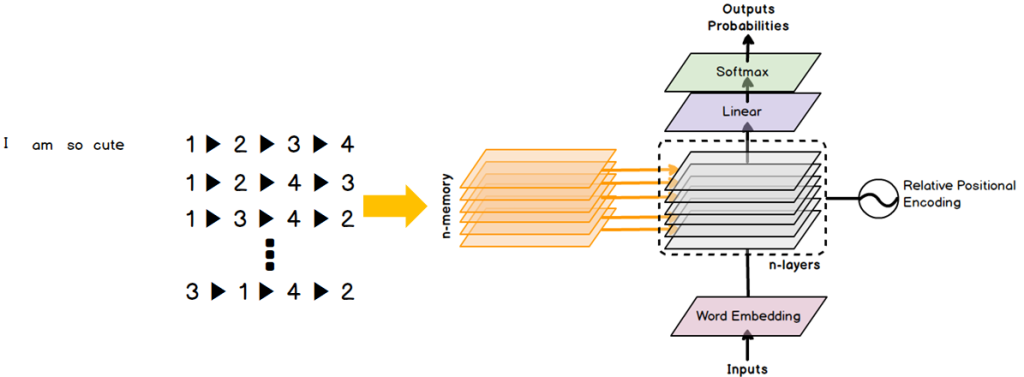 I am so cute
1 ▶ 2 ▶ 3 ▶ 4
1 ▶ 2 ▶ 4 ▶ 3
1 ▶ 3 ▶ 4 ▶ 2
3 ▶ 1 ▶ 4 ▶ 2
n-memory
Outputs
Probabilities
Softmax
Linear
n-layers
Relative Positional
Encoding
Word Embedding
Inputs